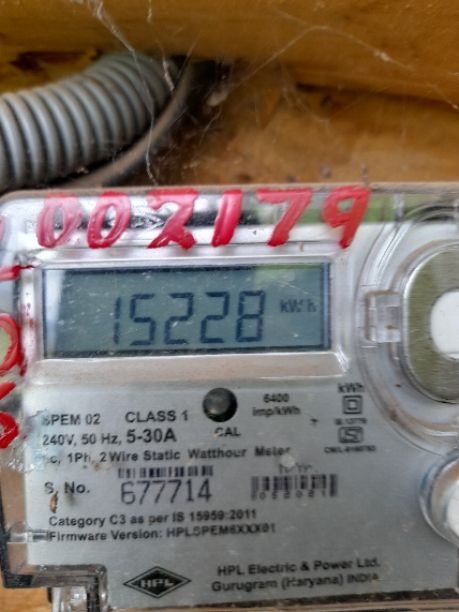 002179
15228 kWh
SPEM 02 CLASS 1
6400 imp/kWh
kWh
240V, 50 Hz, 5-30A
CAL
1Ph, 2Wire Static Watthour Meter
S. No. 677714
Category C3 as per IS 15959:2011
Firmware Version: HPLSPEM6XXX01
HPL
HPL Electric & Power Ltd.
Gurugram (Haryana) INDIA